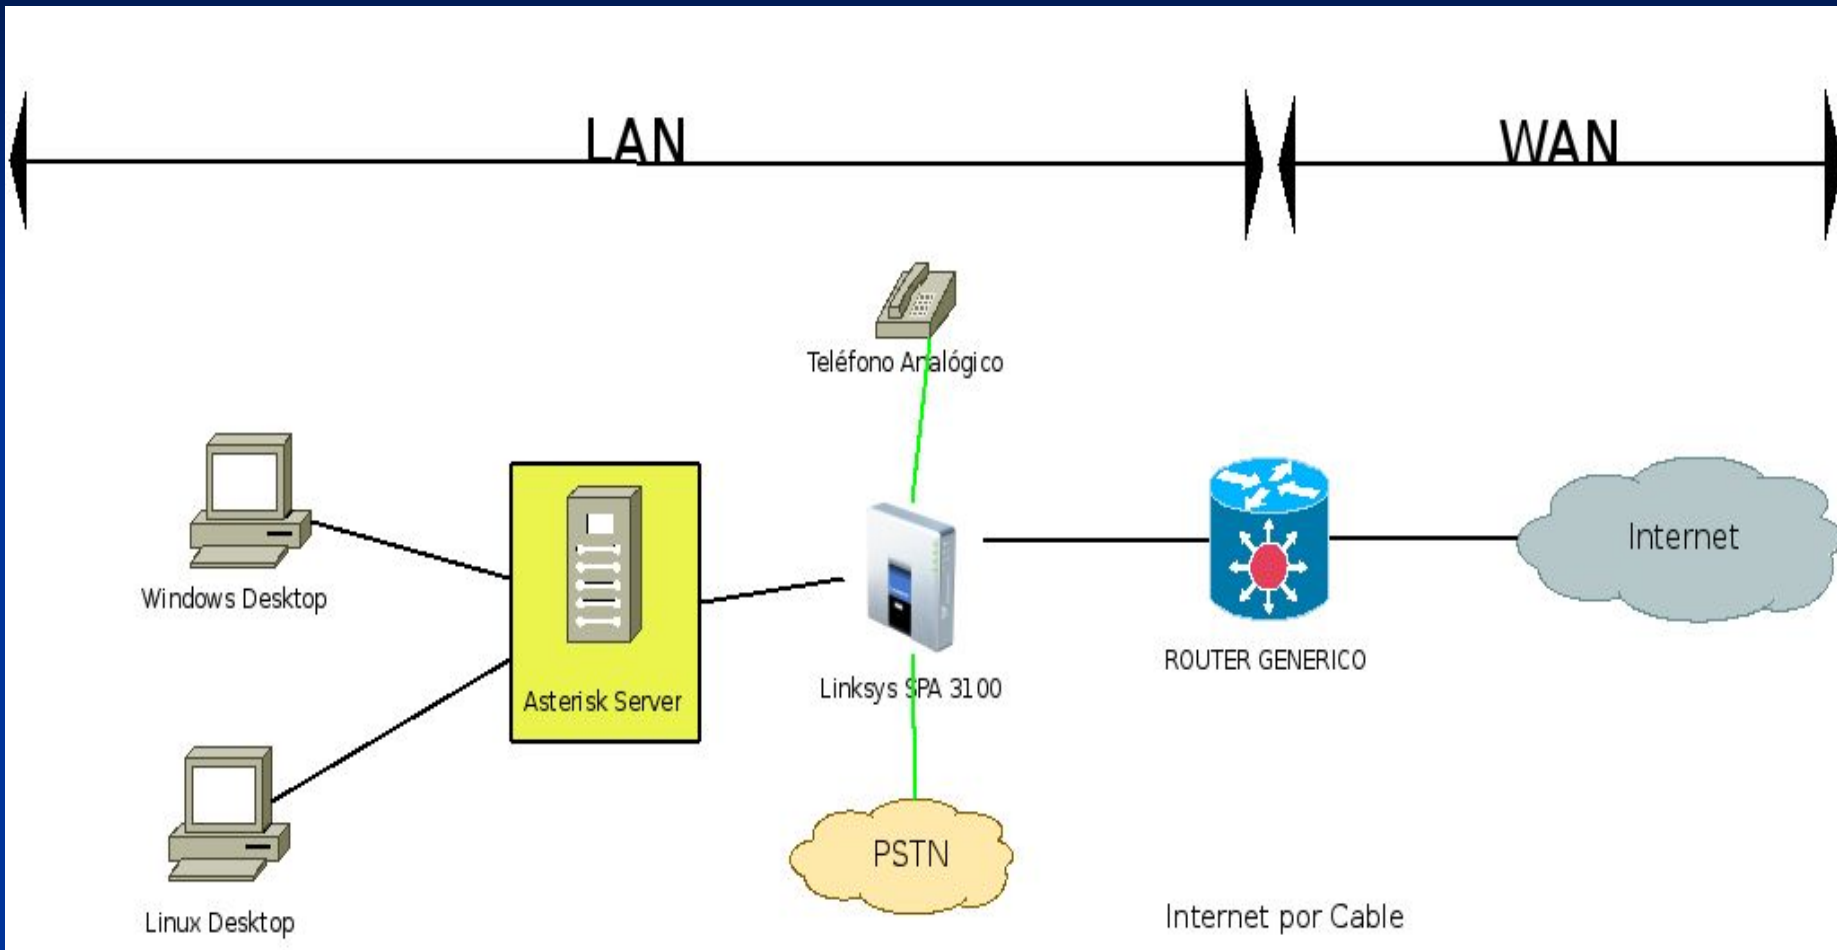 LAN
WAN
Teléfono Analógico
Windows Desktop
Asterisk Server
Linksys SPA 3100
ROUTER GENERICO
Internet
PSTN
Linux Desktop
Internet por Cable